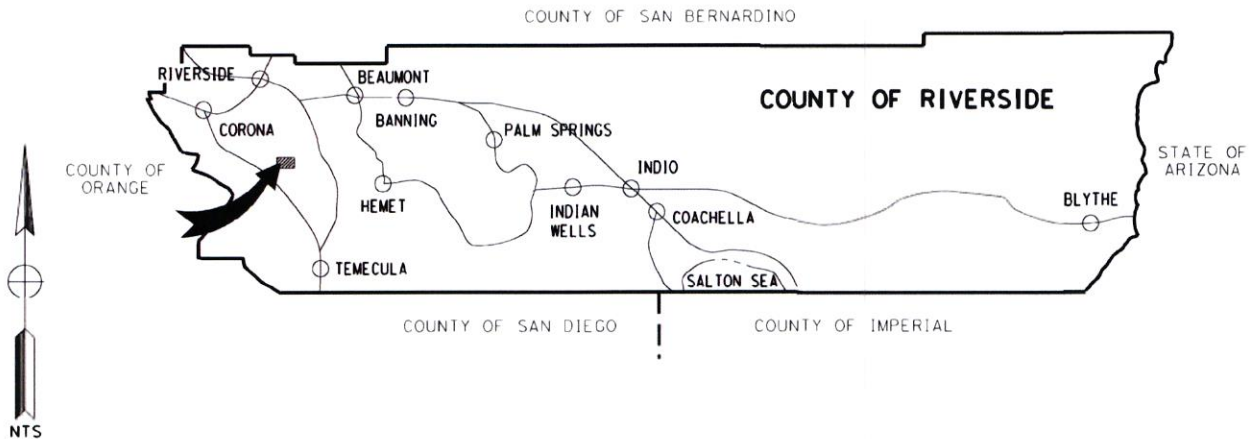 COUNTY OF SAN BERNARDINO
RIVERSIDE
BEAUMONT
COUNTY OF RIVERSIDE
CORONA
BANNING
PALM SPRINGS
STATE OF
ARIZONA
COUNTY OF
ORANGE
INDIO
HEMET
INDIAN
WELLS
COACHELLA
BLYTHE
TEMECULA
SALTON SEA
COUNTY OF SAN DIEGO
COUNTY OF IMPERIAL
NTS